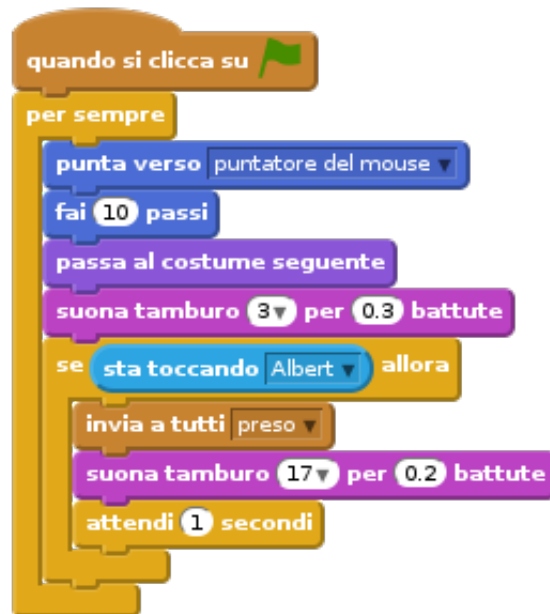 quando si clicca su
per sempre
punta verso puntatore del mouse
fai 10 passi
passa al costume seguente
suona tamburo 3 per 0.3 battute
se sta toccando Albert allora
invia a tutti preso
suona tamburo 17 per 0.2 battute
attendi 1 secondi